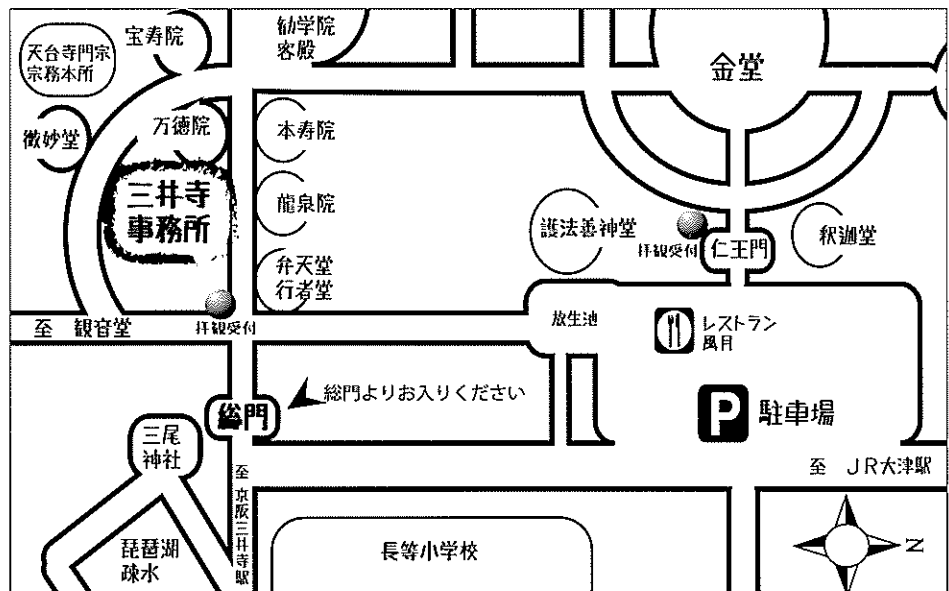 天台寺門宗
宗務本所
宝寿院
勧学院
客殿
金堂
微妙堂
万徳院
本寿院
三井寺
事務所
龍泉院
護法善神堂
拝観受付
仁王門
釈迦堂
弁天堂
行者堂
至 観音堂
拝観受付
放生池
レストラン
風月
総門よりお入りください
総門
P
駐車場
三尾
神社
至 JR大津駅
至 京阪三井寺駅
琵琶湖
疎水
長等小学校
N